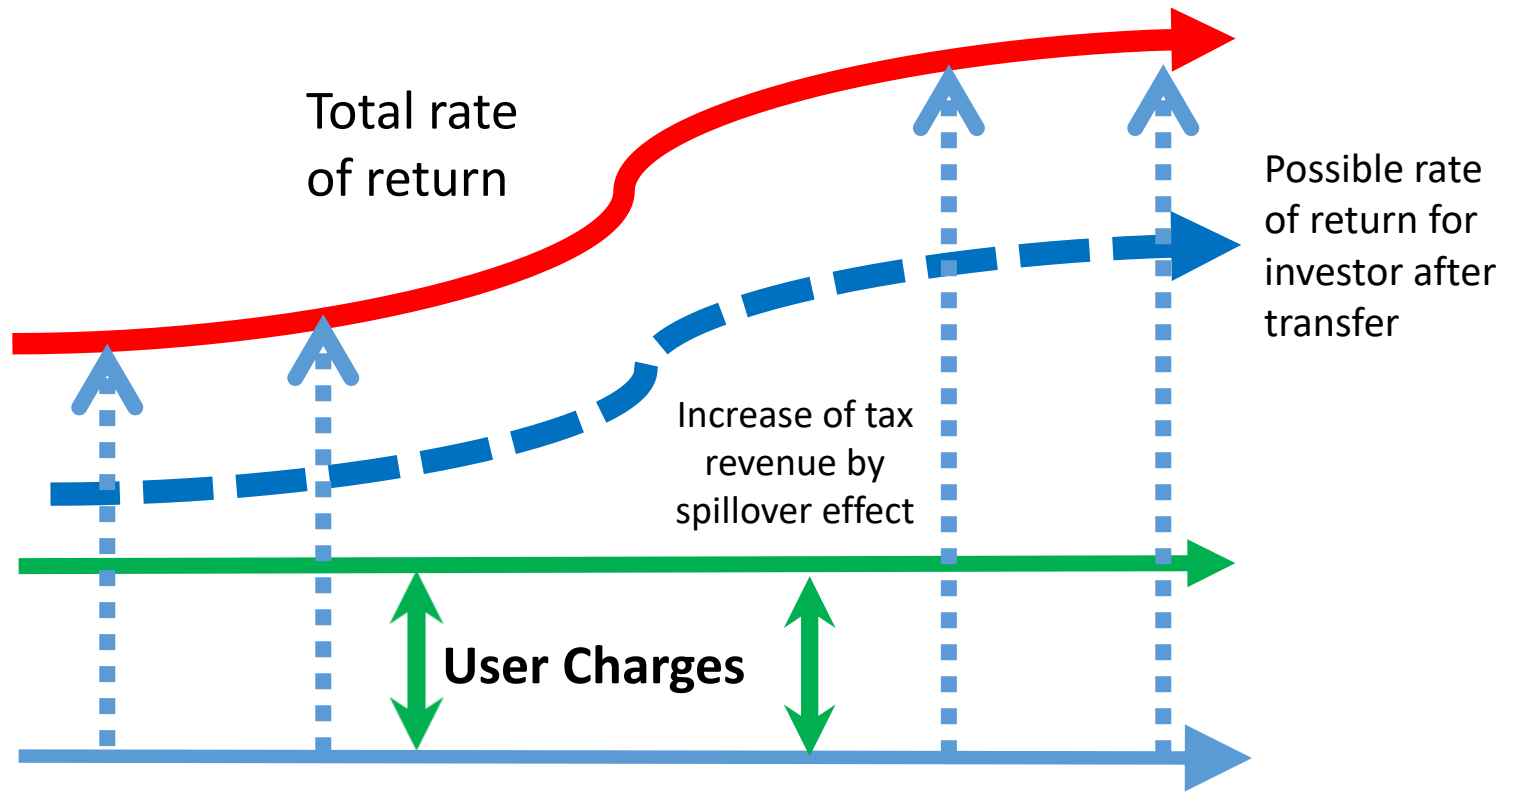 Total rate
of return
Possible rate
of return for
investor after
transfer
Increase of tax
revenue by
spillover effect
User Charges